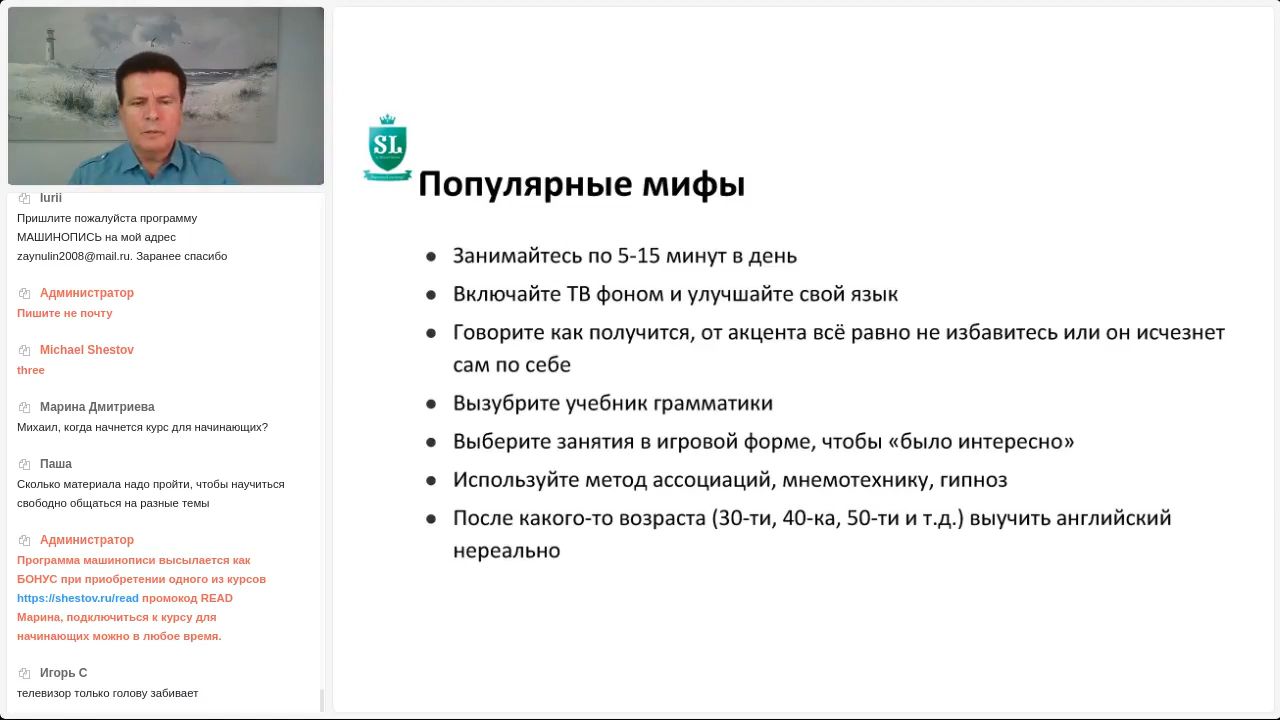 Iurii
Пришлите пожалуйста программу
МАШИНОПИСЬ на мой адрес
zaynulin2008@mail.ru. Заранее спасибо
Администратор
Пишите не почту
Michael Shestov
three
Марина Дмитриева
Михаил, когда начнется курс для начинающих?
Паша
Сколько материала надо пройти, чтобы научиться
свободно общаться на разные темы
Администратор
Программа машинописи высылается как
БОНУС при приобретении одного из курсов
https://shestov.ru/read промокод READ
Марина, подключиться к курсу для
начинающих можно в любое время.
Игорь С
телевизор только голову забивает
SL
Популярные мифы
● Занимайтесь по 5-15 минут в день
● Включайте ТВ фоном и улучшайте свой язык
● Говорите как получится, от акцента всё равно не избавитесь или он исчезнет
сам по себе
● Вызубрите учебник грамматики
● Выберите занятия в игровой форме, чтобы «было интересно»
● Используйте метод ассоциаций, мнемотехнику, гипноз
● После какого-то возраста (30-ти, 40-ка, 50-ти и т.д.) выучить английский
нереально